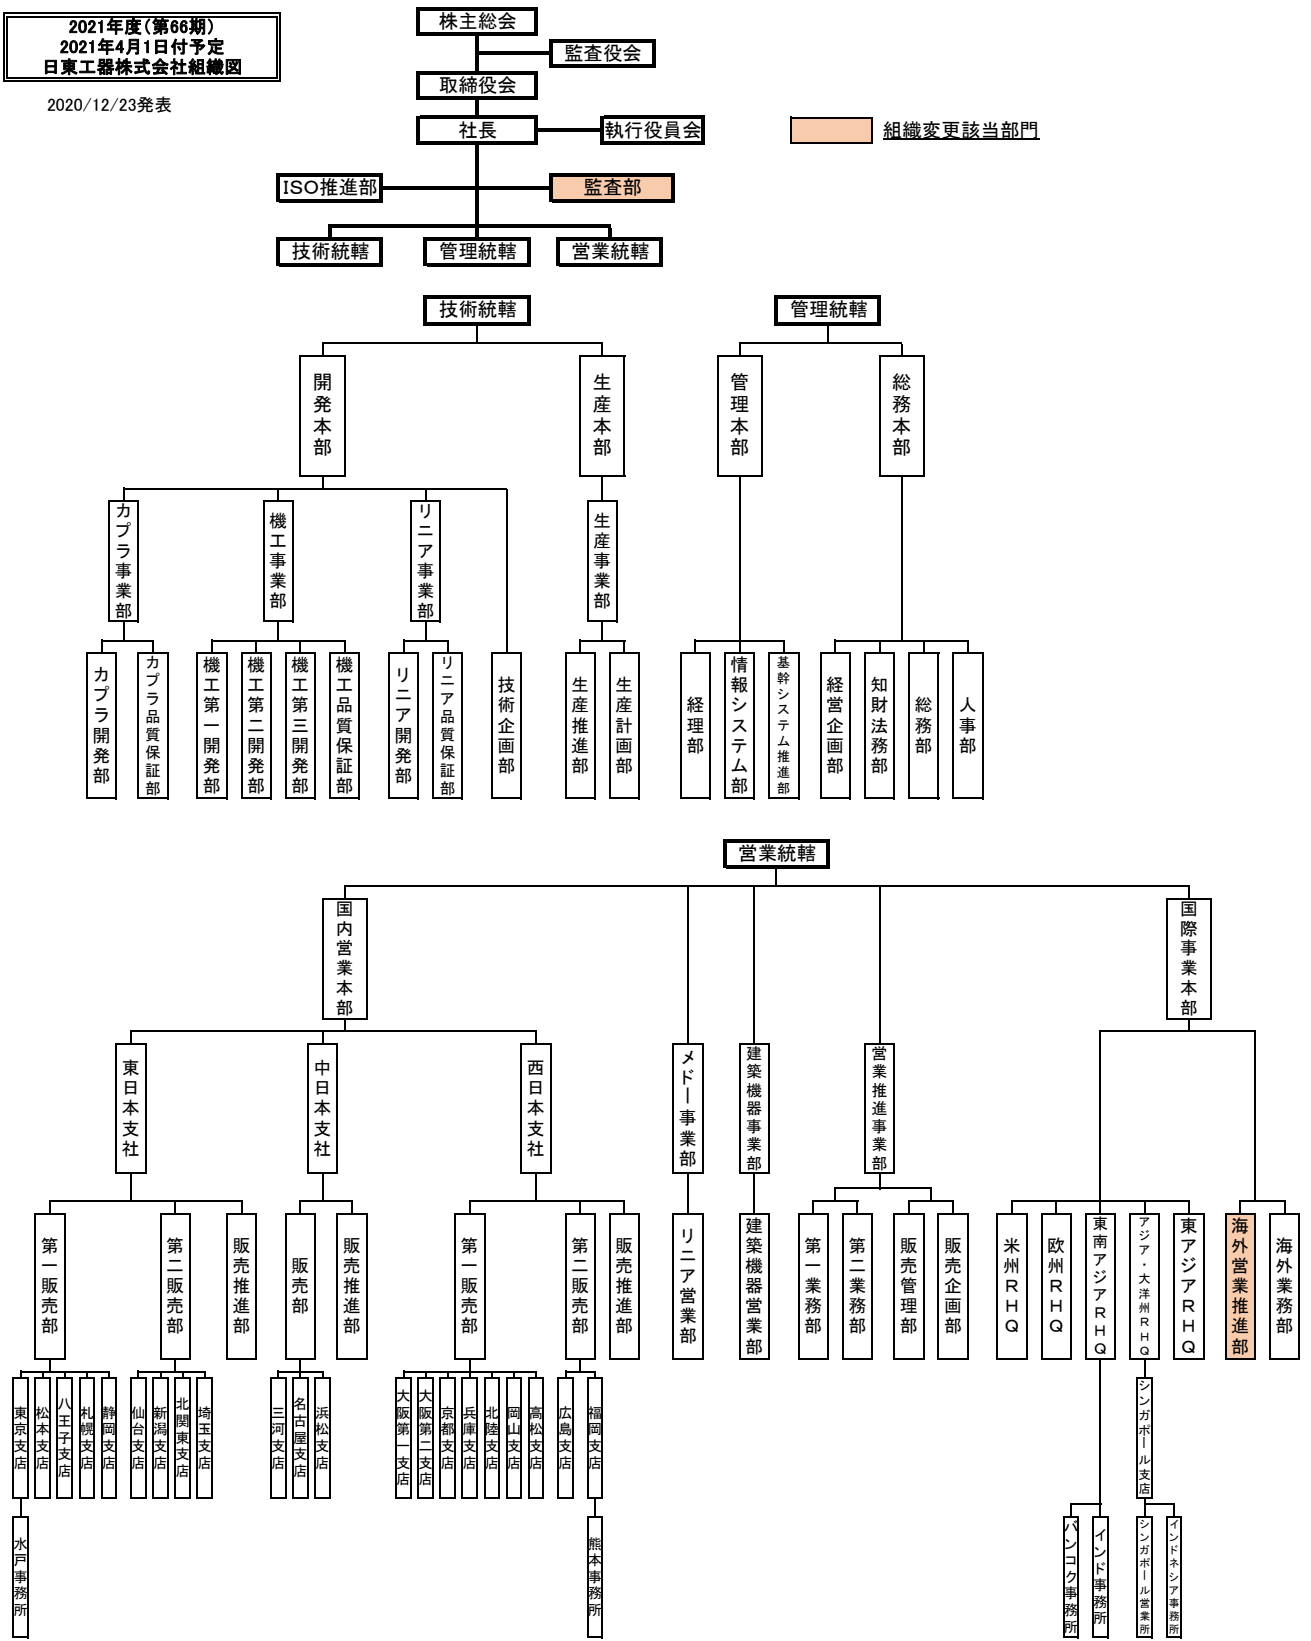 2021年度（第66期）
2021年4月1日付予定
日東工器株式会社組織図
2020/12/23発表
株主総会
監査役会
取締役会
社長
執行役員会
組織変更該当部門
ISO推進部
監査部
技術統轄
管理統轄
営業統轄
技術統轄
管理統轄
開発本部
生産本部
管理本部
総務本部
カプラ事業部
機工事業部
リニア事業部
生産事業部
カプラ開発部
カプラ品質保証部
機工第一開発部
機工第二開発部
機工第三開発部
機工品質保証部
リニア開発部
リニア品質保証部
技術企画部
生産推進部
生産計画部
経理部
情報システム部
基幹システム推進部
経営企画部
知財法務部
総務部
人事部
営業統轄
国内営業本部
国際事業本部
東日本支社
中日本支社
西日本支社
メドー事業部
建築機器事業部
営業推進事業部
第一販売部
第二販売部
販売推進部
販売部
販売推進部
第一販売部
第二販売部
販売推進部
リニア営業部
建築機器営業部
第一業務部
第二業務部
販売管理部
販売企画部
米州RHQ
欧州RHQ
東南アジアRHQ
アジア・大洋州RHQ
東アジアRHQ
海外営業推進部
海外業務部
東京支店
松本支店
八王子支店
札幌支店
静岡支店
仙台支店
新潟支店
北関東支店
埼玉支店
三河支店
名古屋支店
浜松支店
大阪第一支店
大阪第二支店
京都支店
兵庫支店
北陸支店
岡山支店
高松支店
広島支店
福岡支店
シンガポール支店
水戸事務所
熊本事務所
バンコク事務所
インド事務所
シンガポール営業所
インドネシア事務所